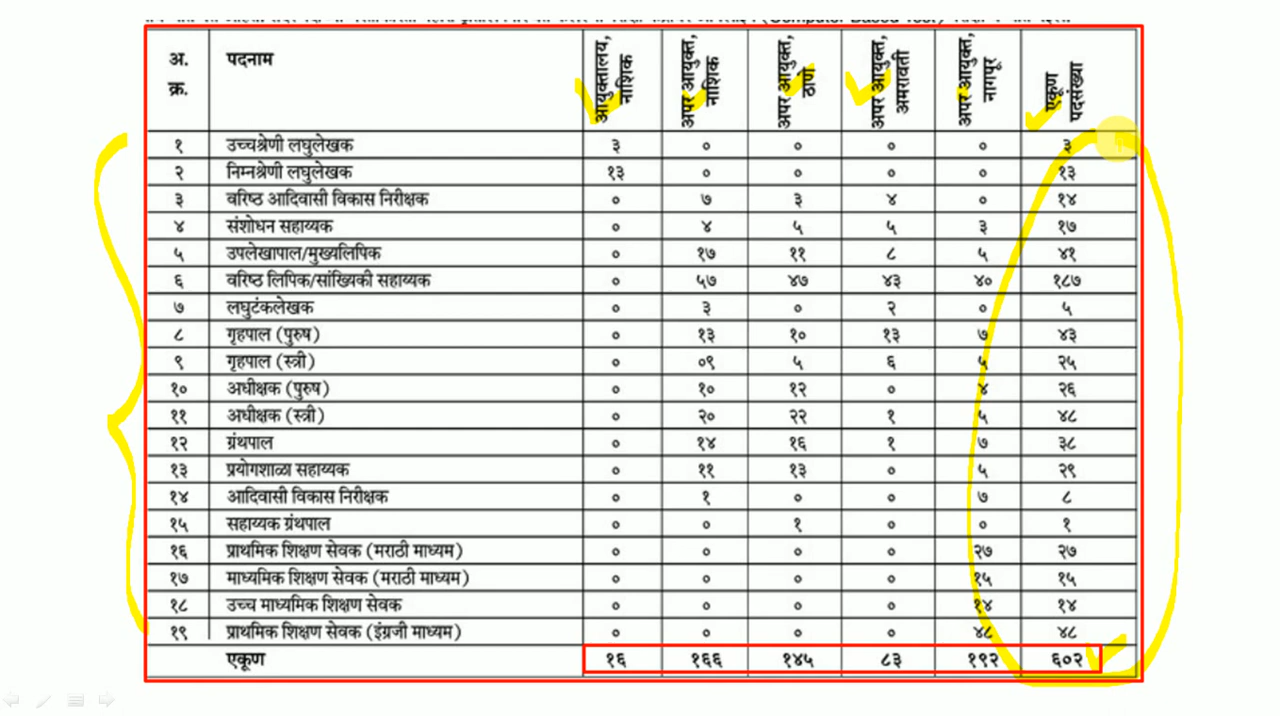 (Computer Based Test)
अ. क्र. पदनाम आयुक्तालय, नाशिक अपर आयुक्त, नाशिक अपर आयुक्त, ठाणे अपर आयुक्त, अमरावती अपर आयुक्त, नागपूर एकूण पदसंख्या
१ उच्चश्रेणी लघुलेखक ३ ० ० ० ० ३
२ निम्नश्रेणी लघुलेखक १३ ० ० ० ० १३
३ वरिष्ठ आदिवासी विकास निरीक्षक ० ७ ३ ४ ० १४
४ संशोधन सहाय्यक ० ४ ५ ५ ३ १७
५ उपलेखापाल/मुख्यलिपिक ० १७ ११ ८ ५ ४१
६ वरिष्ठ लिपिक/सांख्यिकी सहाय्यक ० ५७ ४७ ४३ ४० १८७
७ लघुटंकलेखक ० ३ ० २ ० ५
८ गृहपाल (पुरुष) ० १३ १० १३ ७ ४३
९ गृहपाल (स्त्री) ० ०९ ५ ६ ५ २५
१० अधीक्षक (पुरुष) ० १० १२ ० ४ २६
११ अधीक्षक (स्त्री) ० २० २२ १ ५ ४८
१२ ग्रंथपाल ० १४ १६ १ ७ ३८
१३ प्रयोगशाळा सहाय्यक ० ११ १३ ० ५ २९
१४ आदिवासी विकास निरीक्षक ० १ ० ० ७ ८
१५ सहाय्यक ग्रंथपाल ० ० १ ० ० १
१६ प्राथमिक शिक्षण सेवक (मराठी माध्यम) ० ० ० ० २७ २७
१७ माध्यमिक शिक्षण सेवक (मराठी माध्यम) ० ० ० ० १५ १५
१८ उच्च माध्यमिक शिक्षण सेवक ० ० ० ० १४ १४
१९ प्राथमिक शिक्षण सेवक (इंग्रजी माध्यम) ० ० ० ० ४८ ४८
एकूण १६ १६६ १४५ ८३ १९२ ६०२